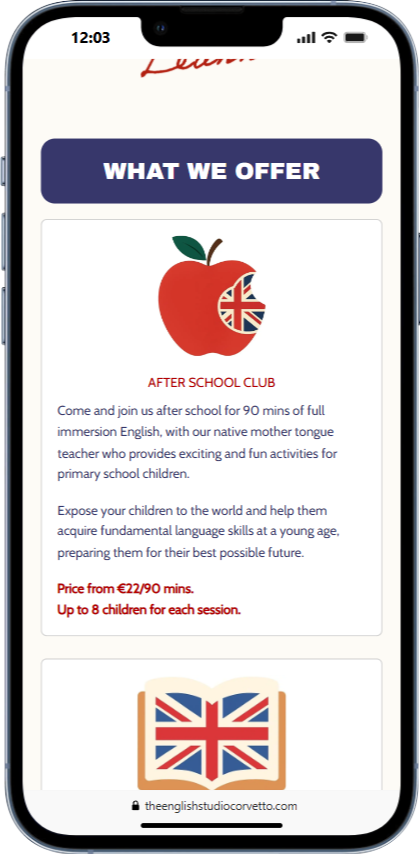 12:03
WHAT WE OFFER
AFTER SCHOOL CLUB
Come and join us after school for 90 mins of full
immersion English, with our native mother tongue
teacher who provides exciting and fun activities for
primary school children.
Expose your children to the world and help them
acquire fundamental language skills at a young age,
preparing them for their best possible future.
Price from €22/90 mins.
Up to 8 children for each session.
theenglishstudiocorvetto.com